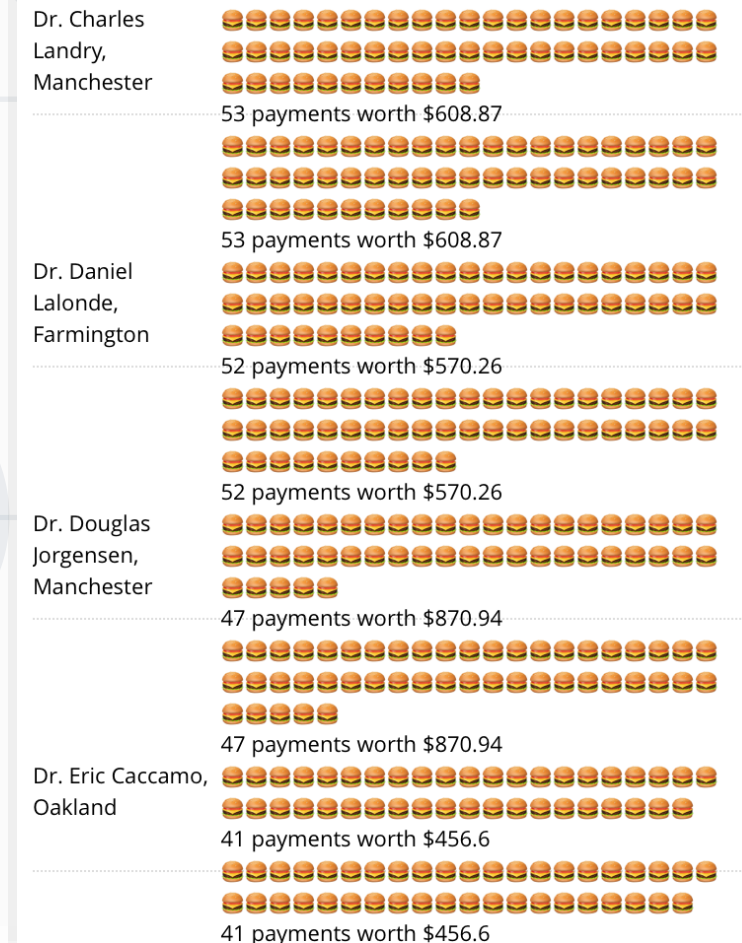 Dr. Charles
Landry,
Manchester
53 payments worth $608.87
53 payments worth $608.87
Dr. Daniel
Lalonde,
Farmington
52 payments worth $570.26
52 payments worth $570.26
Dr. Douglas
Jorgensen,
Manchester
47 payments worth $870.94
47 payments worth $870.94
Dr. Eric Caccamo,
Oakland
41 payments worth $456.6
41 payments worth $456.6